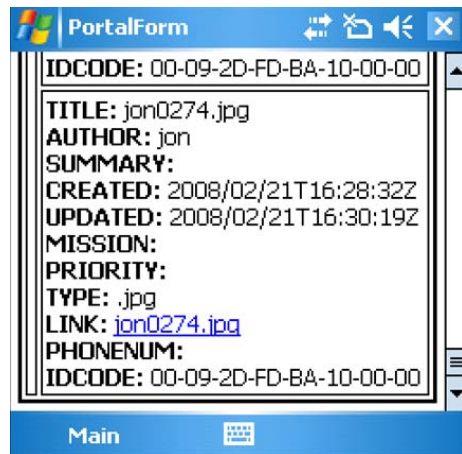 PortalForm
IDCODE: 00-09-2D-FD-BA-10-00-00
TITLE: jon0274.jpg
AUTHOR: jon
SUMMARY:
CREATED: 2008/02/21T16:28:32Z
UPDATED: 2008/02/21T16:30:19Z
MISSION:
PRIORITY:
TYPE: .jpg
LINK: jon0274.jpg
PHONENUM:
IDCODE: 00-09-2D-FD-BA-10-00-00
Main